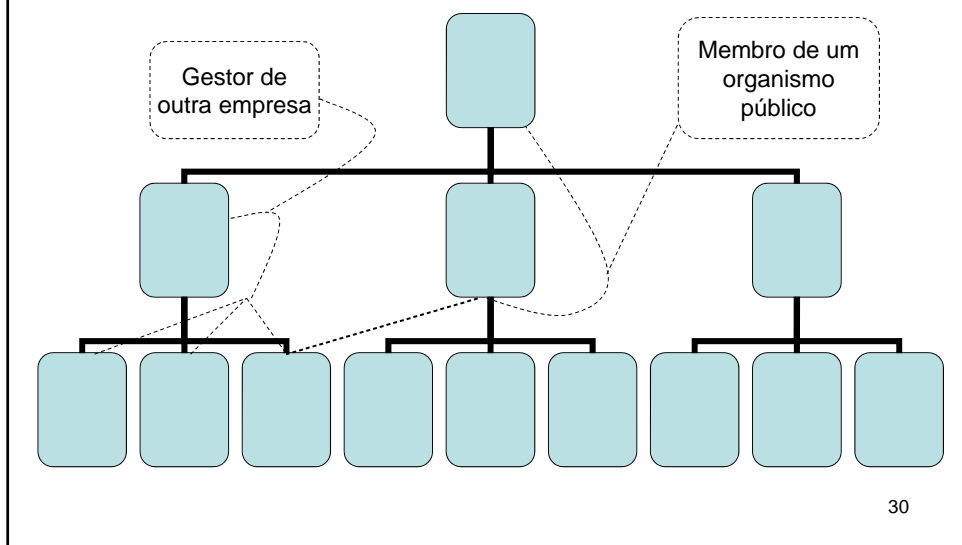 Gestor de
outra empresa
Membro de um
organismo
público
30